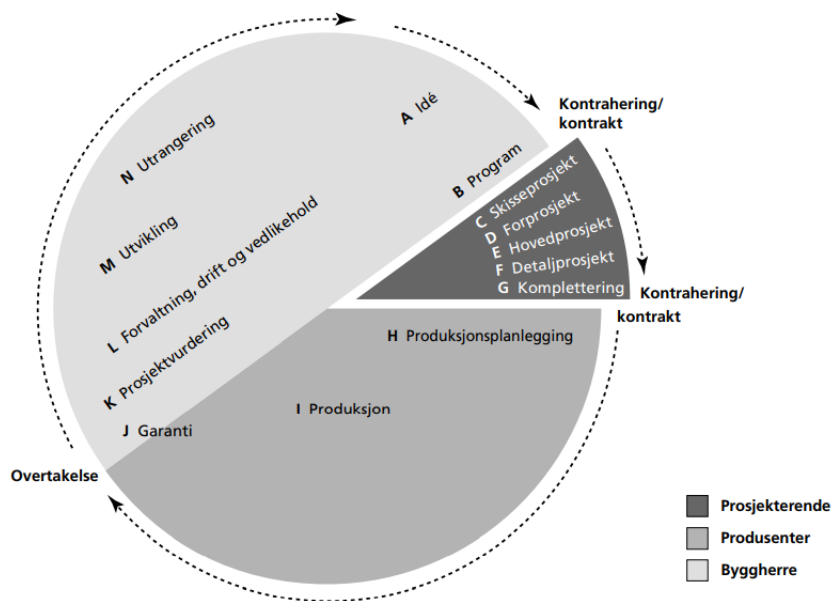 A Idé
B Program
Kontrahering/
kontrakt
C Skisseprosjekt
D Forprosjekt
E Hovedprosjekt
F Detaljprosjekt
G Komplettering
Kontrahering/
kontrakt
H Produksjonsplanlegging
I Produksjon
J Garanti
Overtakelse
K Prosjektvurdering
L Forvaltning, drift og vedlikehold
M Utvikling
N Utrangering
Prosjekterende
Produsenter
Byggherre